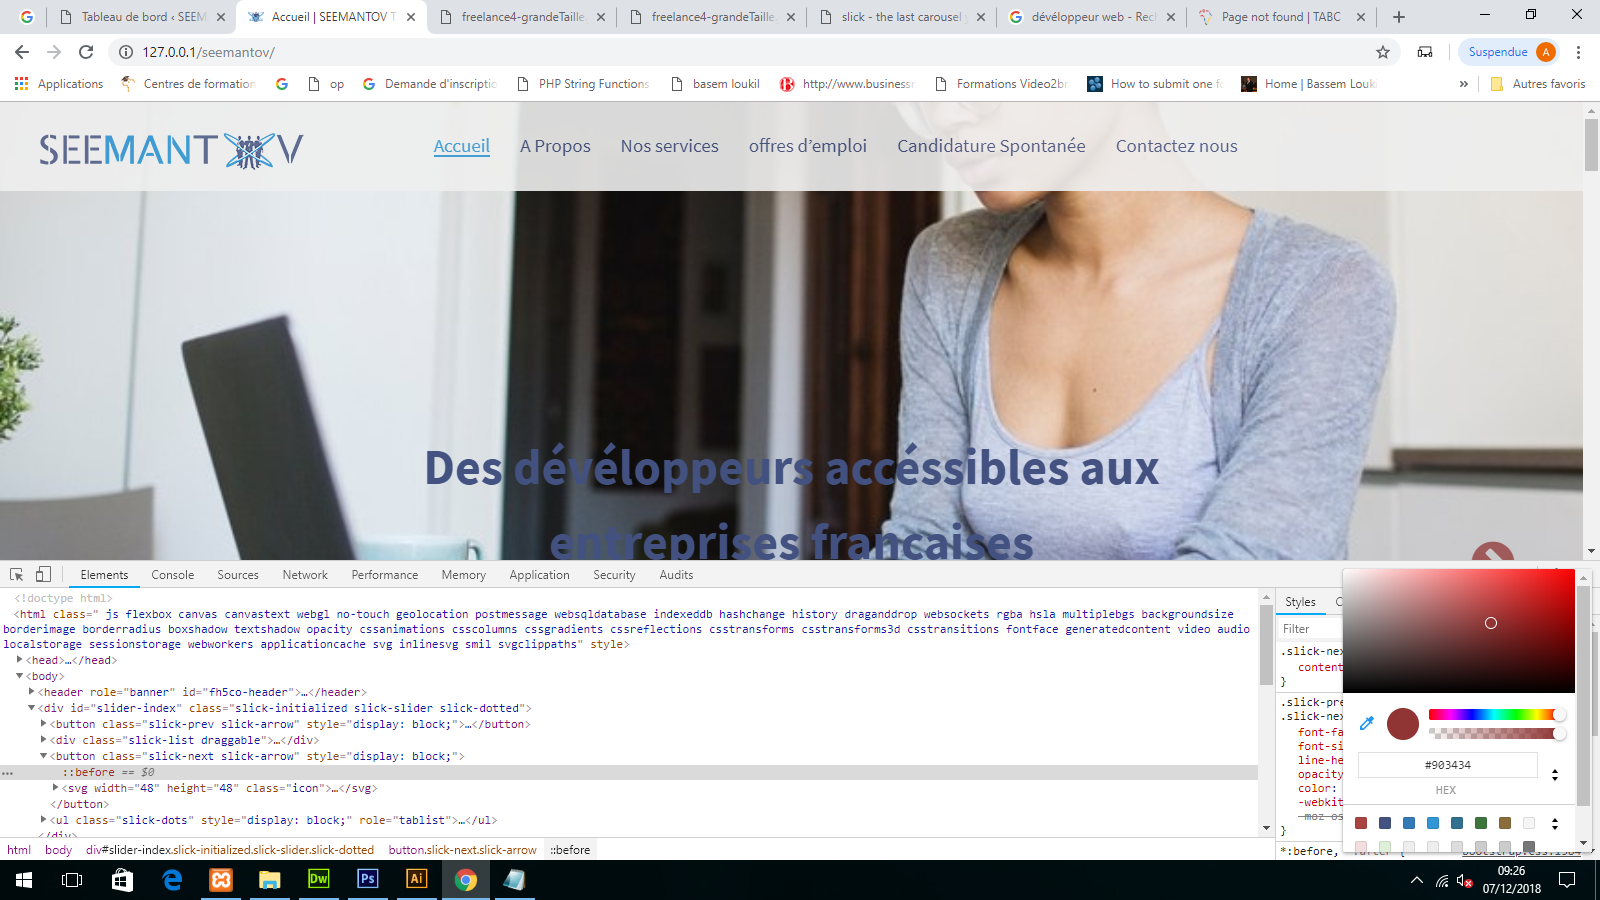 Tableau de bord ‹ SEEM
Accueil | SEEMANTOV T
freelance4-grandeTaille
freelance4-grandeTaille
slick - the last carousel
développeur web - Rech
Page not found | TABC
127.0.0.1/seemantov/
Suspendue
A
Applications
Centres de formation
op
Demande d'inscriptio
PHP String Functions
basem loukil
http://www.business
Formations Video2br
How to submit one f
Home | Bassem Louki
»
Autres favoris
SEEMANTOV
Accueil
A Propos
Nos services
offres d’emploi
Candidature Spontanée
Contactez nous
Des dévéloppeurs accéssibles aux
entreprises françaises
Elements
Console
Sources
Network
Performance
Memory
Application
Security
Audits
<!doctype html>
<html class=" js flexbox canvas canvastext webgl no-touch geolocation postmessage websqldatabase indexeddb hashchange history draganddrop websockets rgba hsla multiplebgs backgroundsize
borderimage borderradius boxshadow textshadow opacity cssanimations csscolumns cssgradients cssreflections csstransforms csstransforms3d csstransitions fontface generatedcontent video audio
localstorage sessionstorage webworkers applicationcache svg inlinesvg smil svgclippaths" style>
<head>…</head>
<body>
<header role="banner" id="fh5co-header">…</header>
<div id="slider-index" class="slick-initialized slick-slider slick-dotted">
<button class="slick-prev slick-arrow" style="display: block;">…</button>
<div class="slick-list draggable">…</div>
<button class="slick-next slick-arrow" style="display: block;">
::before == $0
<svg width="48" height="48" class="icon">…</svg>
</button>
<ul class="slick-dots" style="display: block;" role="tablist">…</ul>
</div>
html body div#slider-index.slick-initialized.slick-slider.slick-dotted button.slick-next.slick-arrow ::before
Styles
Filter
.slick-nex
content
}
.slick-pre
.slick-nex
font-fa
font-si
line-he
opacity
color:
-webkit
-moz-os
}
*:before, *:after {
bootstrap.css:1564
#903434
HEX
Dw
Ps
Ai
09:26
07/12/2018